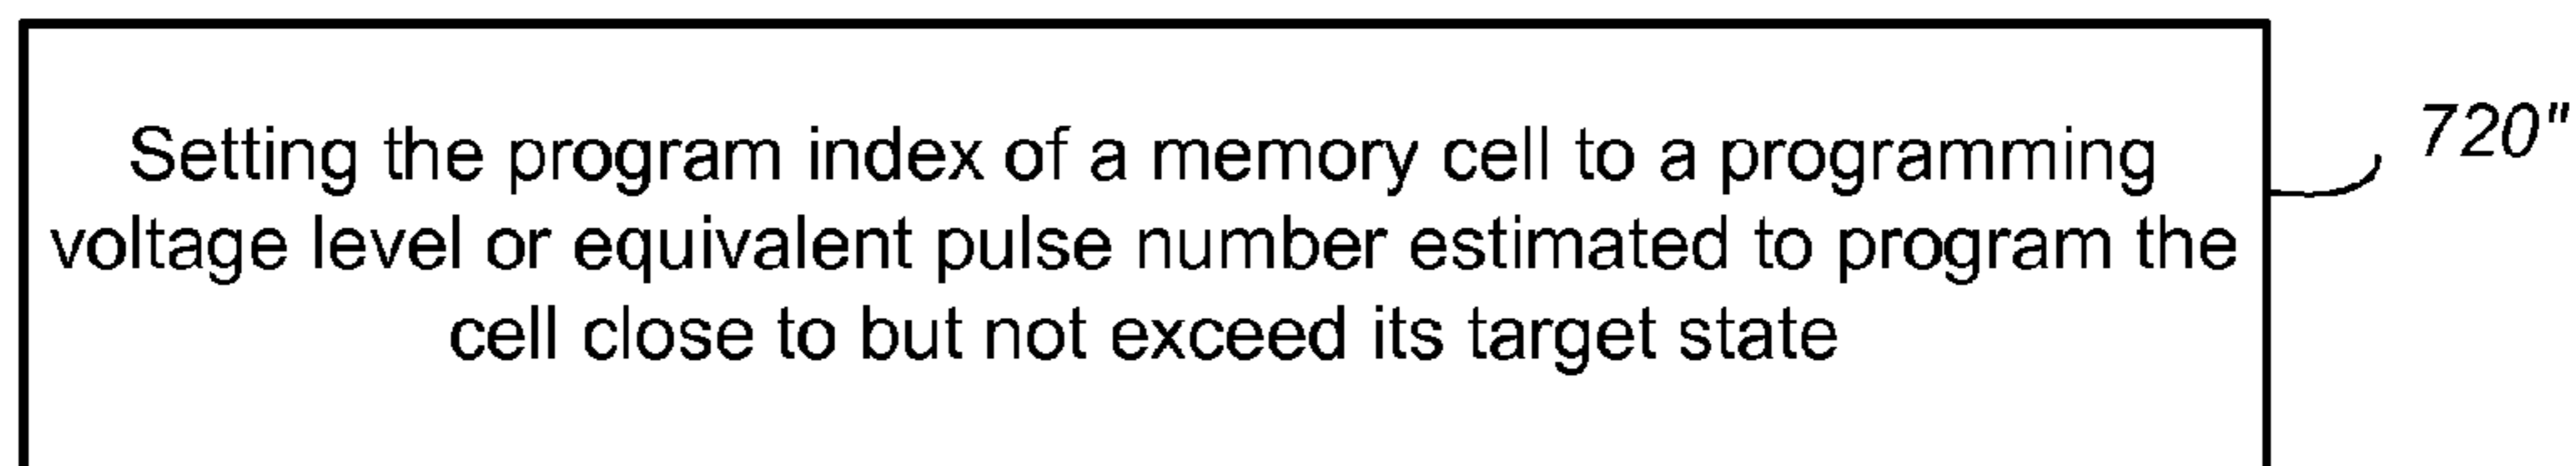 Setting the program index of a memory cell to a programming
voltage level or equivalent pulse number estimated to program the
cell close to but not exceed its target state
720"